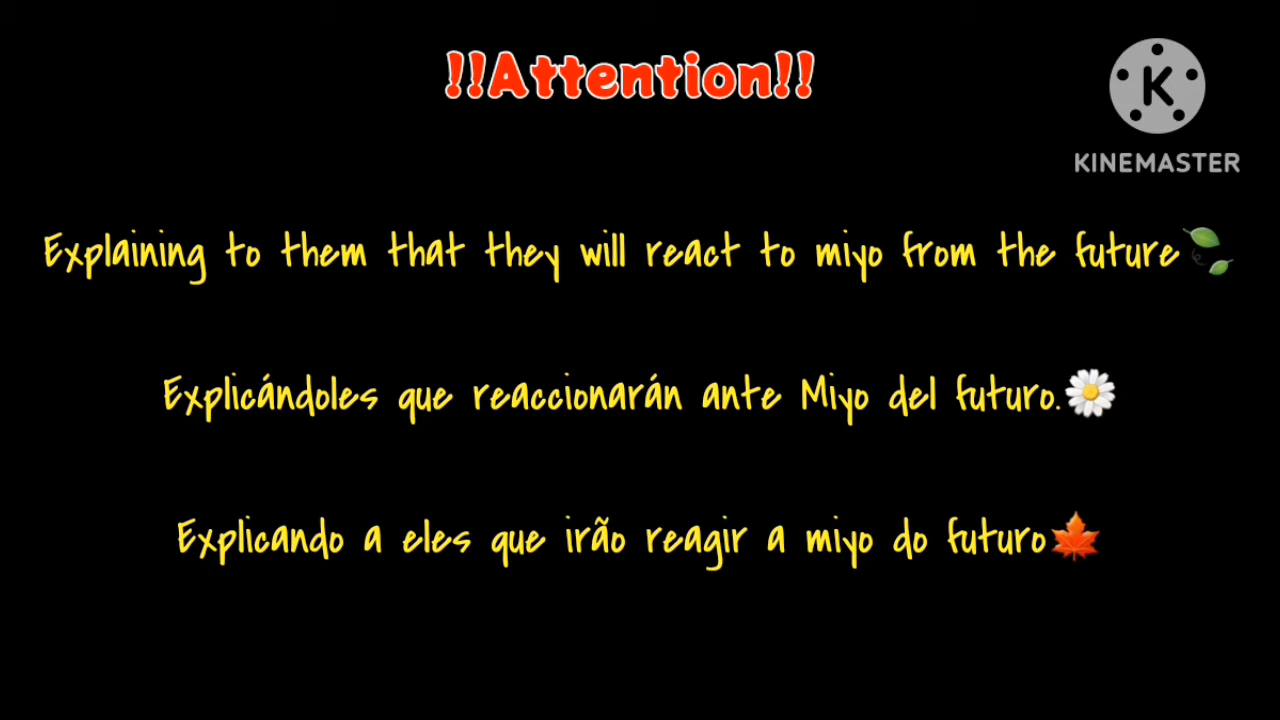 !!Attention!!
K
KINEMASTER
Explaining to them that they will react to miyo from the future🍃
Explicándoles que reaccionarán ante Miyo del futuro.🌼
Explicando a eles que irão reagir a miyo do futuro🍁